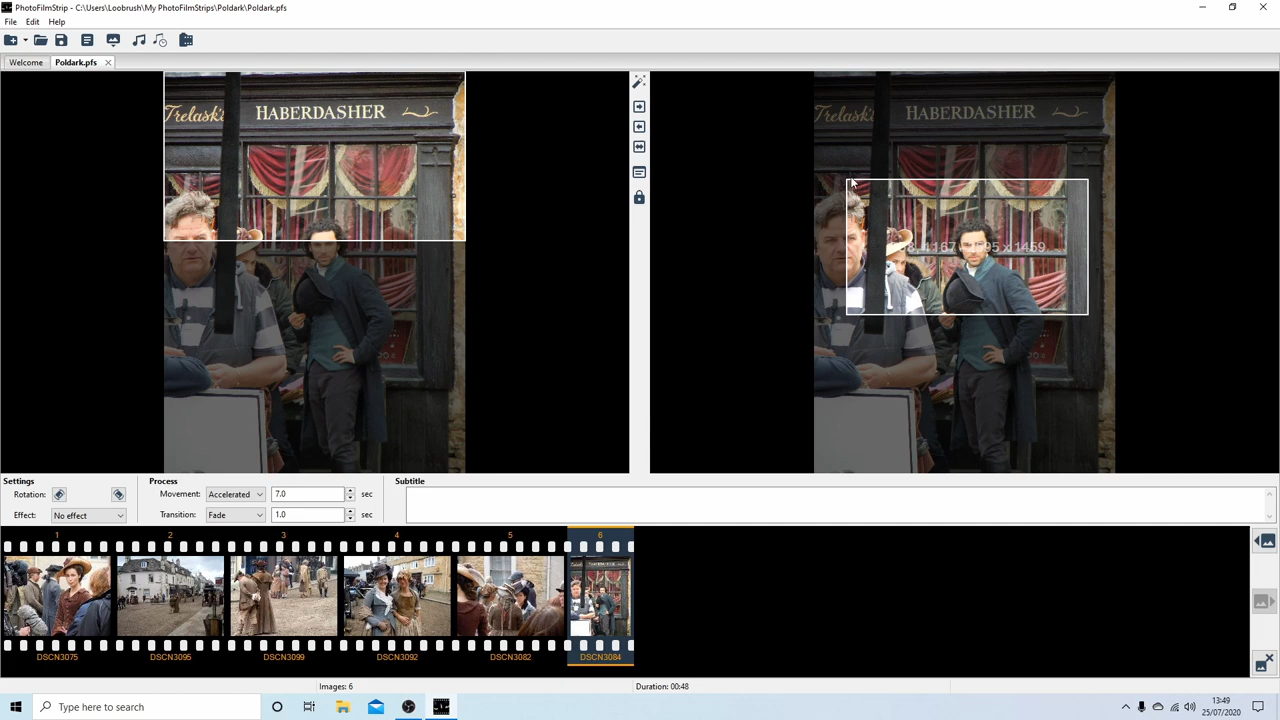 PhotoFilmStrip - C:\Users\Loobrush\My PhotoFilmStrips\Poldark\Poldark.pfs
File Edit Help
Welcome Poldark.pfs
Trelask's HABERDASHER
Trelask's HABERDASHER
Settings
Rotation:
Effect: No effect
Process
Movement: Accelerated 7.0 sec
Transition: Fade 1.0 sec
Subtitle
1 2 3 4 5 6
DSCN3075 DSCN3095 DSCN3099 DSCN3092 DSCN3082 DSCN3084
Images: 6 Duration: 00:48
Type here to search
13:49
25/07/2020